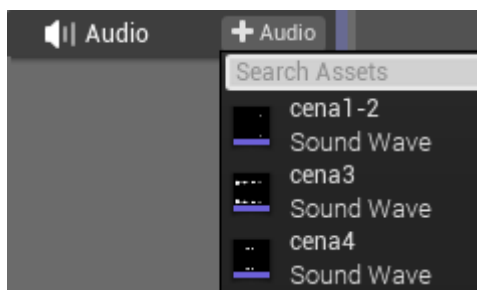 Audio
+ Audio
Search Assets
cena1-2
Sound Wave
cena3
Sound Wave
cena4
Sound Wave